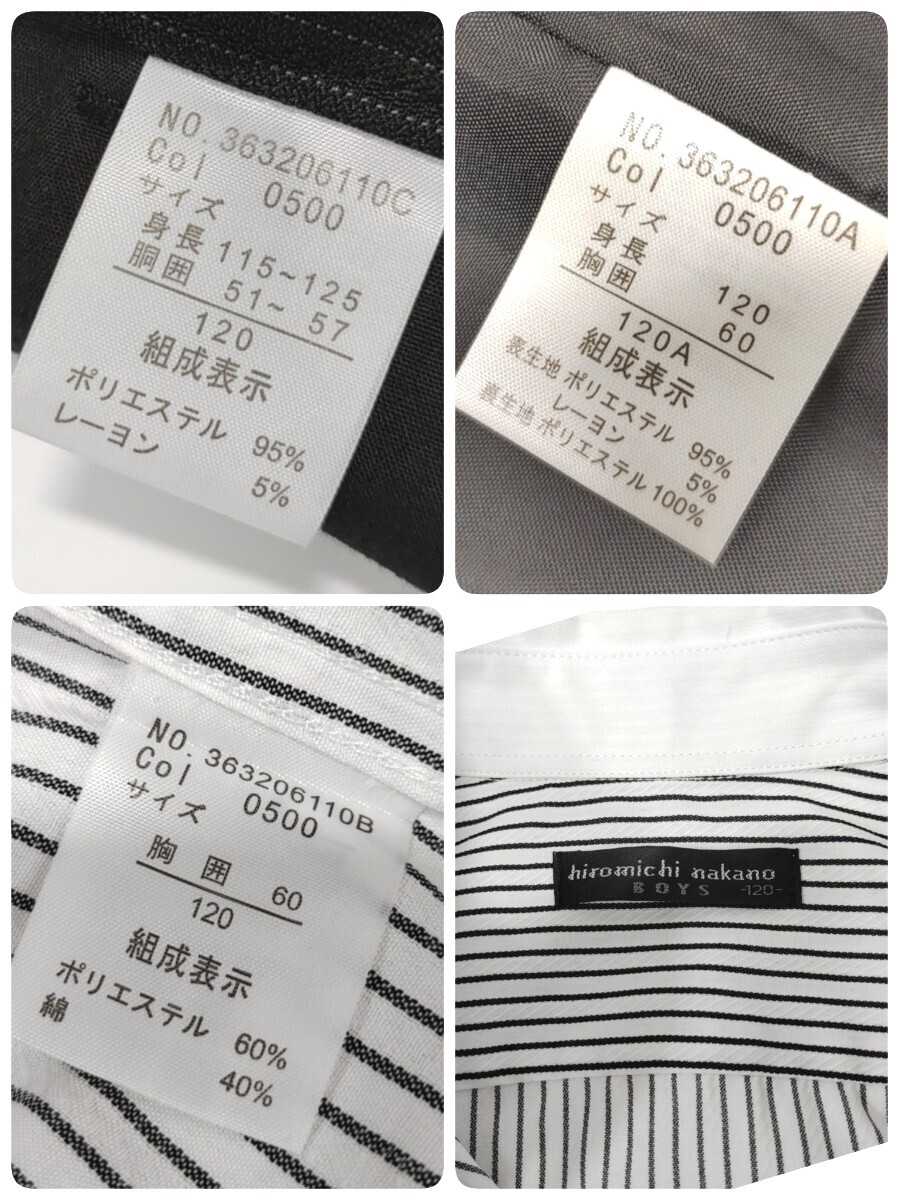 NO. 363206110C
Col 0500
サイズ
身長 115~125
胴囲 51~ 57
120
組成表示
ポリエステル 95%
レーヨン 5%
NO. 363206110A
Col 0500
サイズ
身長 120
胸囲 60
120A
組成表示
表生地 ポリエステル 95%
レーヨン 5%
裏生地 ポリエステル 100%
NO. 363206110B
Col 0500
サイズ
胸囲 60
120
組成表示
ポリエステル 60%
綿 40%
hiromichi nakano
BOYS -120-